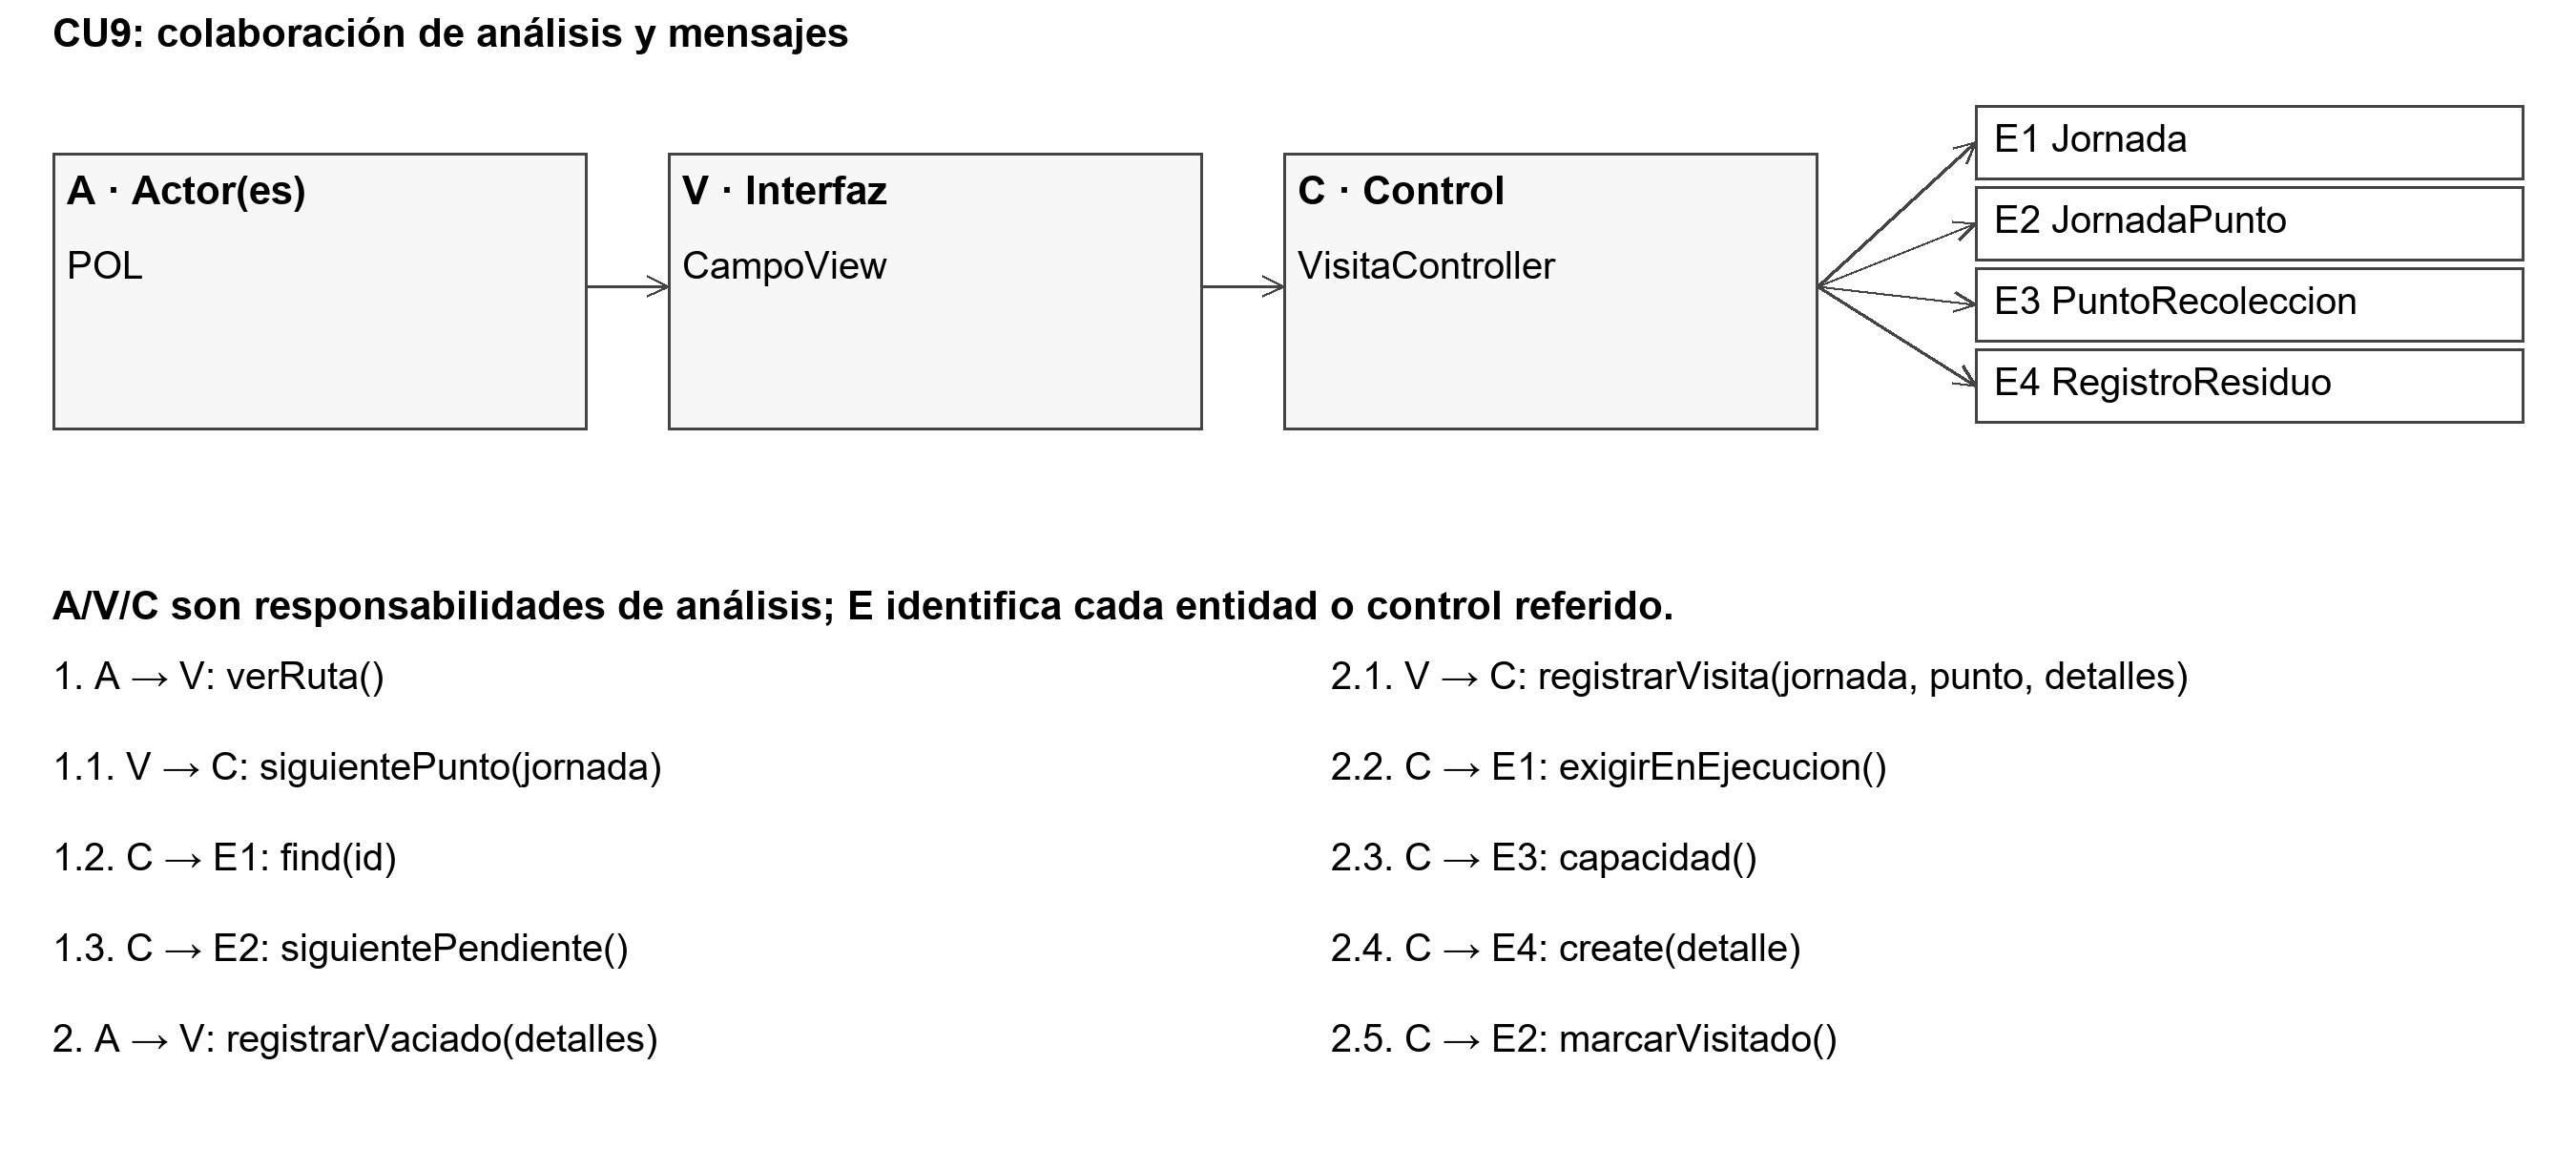 CU9: colaboración de análisis y mensajes
A · Actor(es)
POL
V · Interfaz
CampoView
C · Control
VisitaController
E1 Jornada
E2 JornadaPunto
E3 PuntoRecoleccion
E4 RegistroResiduo
A/V/C son responsabilidades de análisis; E identifica cada entidad o control referido.
1. A → V: verRuta()
1.1. V → C: siguientePunto(jornada)
1.2. C → E1: find(id)
1.3. C → E2: siguientePendiente()
2. A → V: registrarVaciado(detalles)
2.1. V → C: registrarVisita(jornada, punto, detalles)
2.2. C → E1: exigirEnEjecucion()
2.3. C → E3: capacidad()
2.4. C → E4: create(detalle)
2.5. C → E2: marcarVisitado()